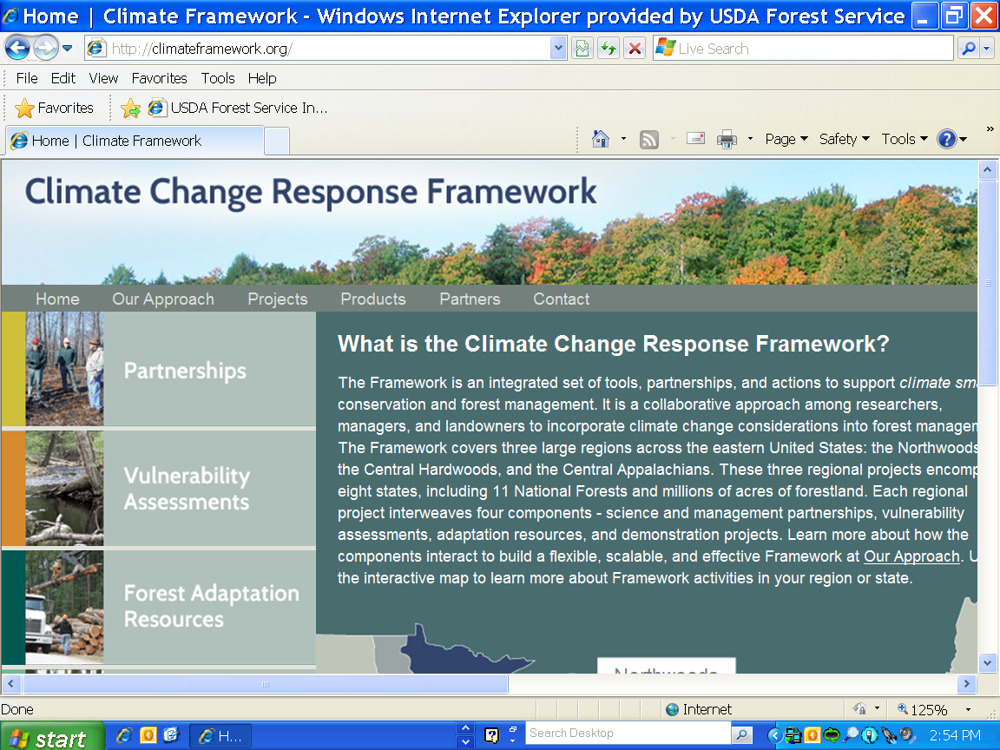 Home | Climate Framework - Windows Internet Explorer provided by USDA Forest Service
http://climateframework.org/
Live Search
File Edit View Favorites Tools Help
Favorites USDA Forest Service In...
Home | Climate Framework
Page Safety Tools »
Climate Change Response Framework
Home Our Approach Projects Products Partners Contact
Partnerships
Vulnerability
Assessments
Forest Adaptation
Resources
What is the Climate Change Response Framework?
The Framework is an integrated set of tools, partnerships, and actions to support climate sma
conservation and forest management. It is a collaborative approach among researchers,
managers, and landowners to incorporate climate change considerations into forest managem
The Framework covers three large regions across the eastern United States: the Northwoods
the Central Hardwoods, and the Central Appalachians. These three regional projects encomp
eight states, including 11 National Forests and millions of acres of forestland. Each regional
project interweaves four components - science and management partnerships, vulnerability
assessments, adaptation resources, and demonstration projects. Learn more about how the
components interact to build a flexible, scalable, and effective Framework at Our Approach. U
the interactive map to learn more about Framework activities in your region or state.
Northwoods
Done Internet 125%
start H... Search Desktop 2:54 PM